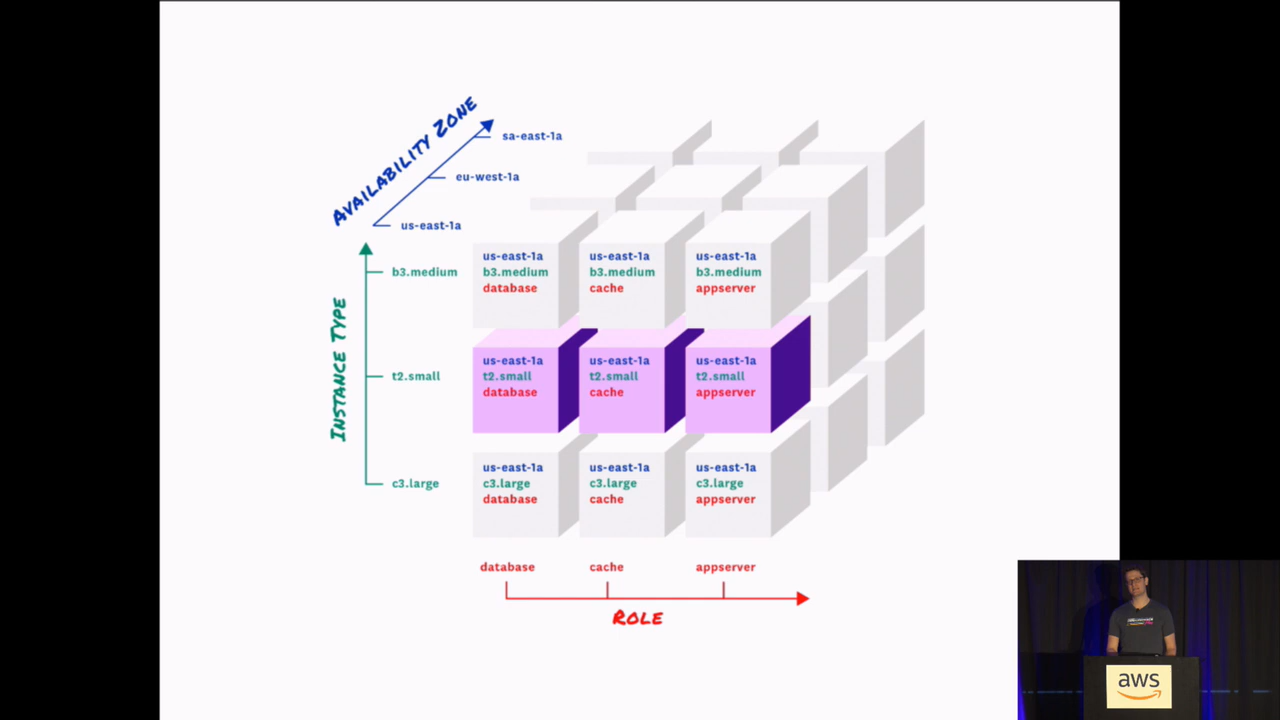 AVAILABILITY ZONE
sa-east-1a
eu-west-1a
us-east-1a
INSTANCE TYPE
b3.medium
t2.small
c3.large
us-east-1a
b3.medium
database
us-east-1a
b3.medium
cache
us-east-1a
b3.medium
appserver
us-east-1a
t2.small
database
us-east-1a
t2.small
cache
us-east-1a
t2.small
appserver
us-east-1a
c3.large
database
us-east-1a
c3.large
cache
us-east-1a
c3.large
appserver
database
cache
appserver
ROLE
aws